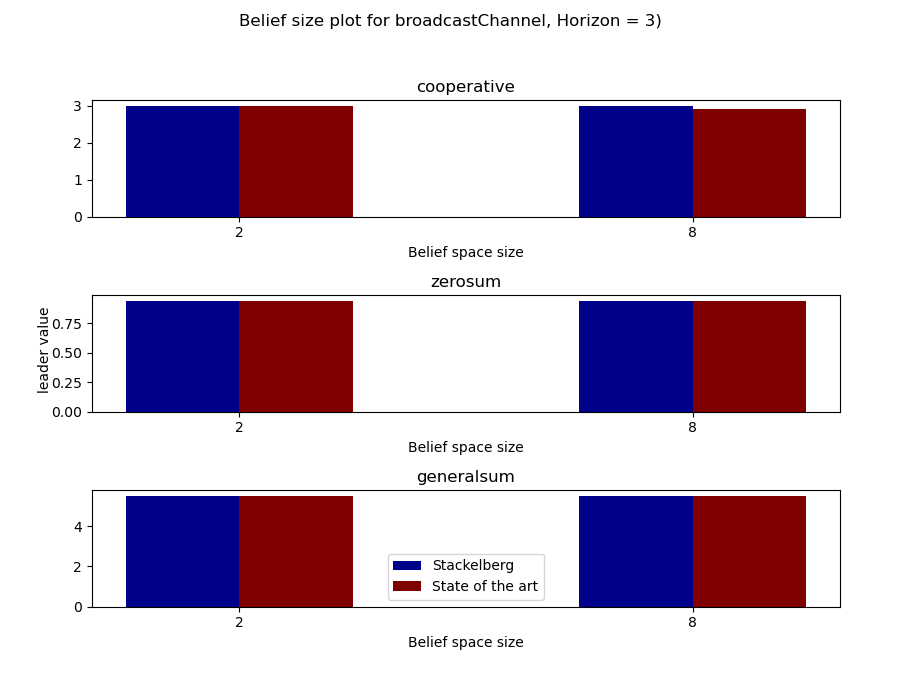 Belief size plot for broadcastChannel, Horizon = 3)
cooperative
3
2
1
0
2
8
Belief space size
zerosum
leader value
0.75
0.50
0.25
0.00
2
8
Belief space size
generalsum
4
2
0
Stackelberg
State of the art
2
8
Belief space size